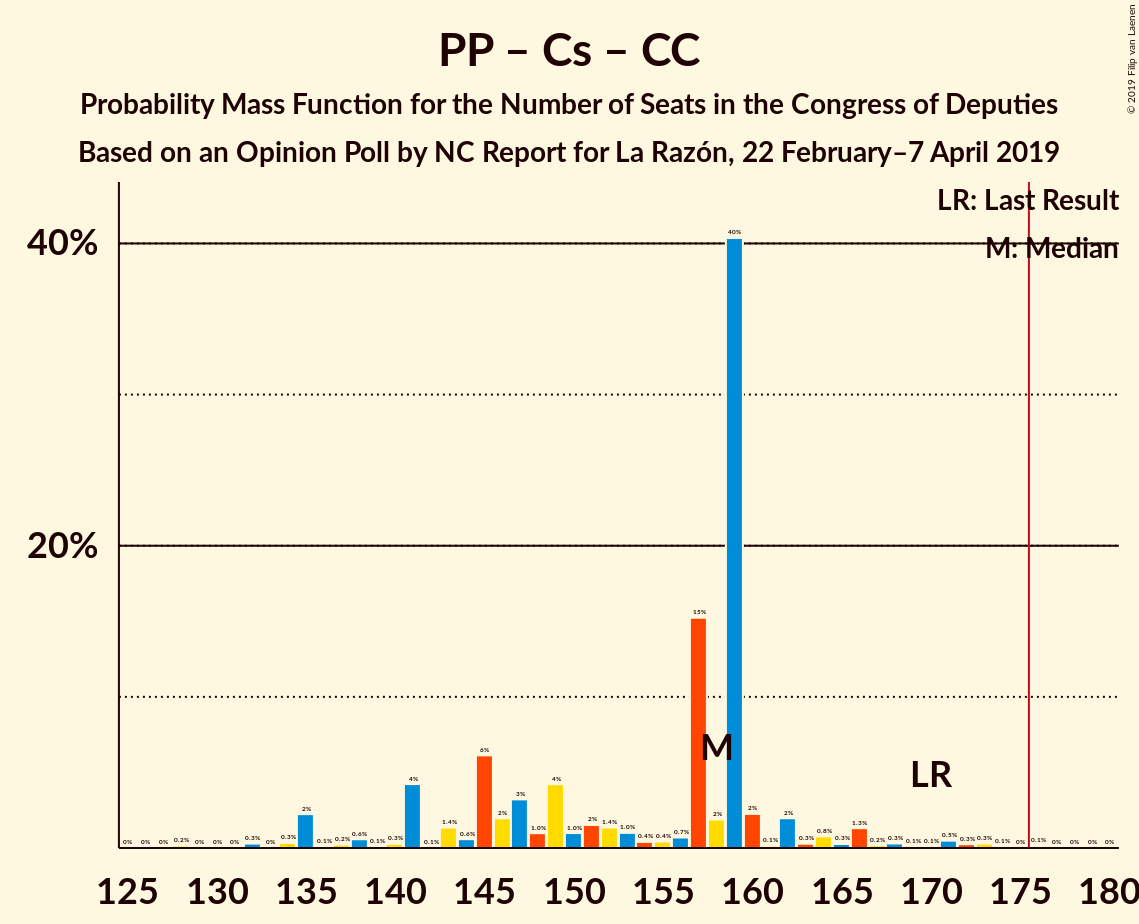 PP – Cs – CC
Probability Mass Function for the Number of Seats in the Congress of Deputies
Based on an Opinion Poll by NC Report for La Razón, 22 February–7 April 2019
© 2019 Filip van Laenen
LR: Last Result
M: Median
40%
20%
40%
15%
M
LR
0% 0% 0% 0.2% 0% 0% 0% 0.3% 0% 0.3% 2% 0.1% 0.2% 0.6% 0.1% 0.3% 4% 0.1% 1.4% 0.6% 6% 2% 3% 1.0% 4% 1.0% 2% 1.4% 1.0% 0.4% 0.4% 0.7% 2% 2% 0.1% 2% 0.3% 0.8% 0.3% 1.3% 0.2% 0.3% 0.1% 0.1% 0.5% 0.3% 0.3% 0.1% 0% 0.1% 0% 0% 0% 0%
125 130 135 140 145 150 155 160 165 170 175 180